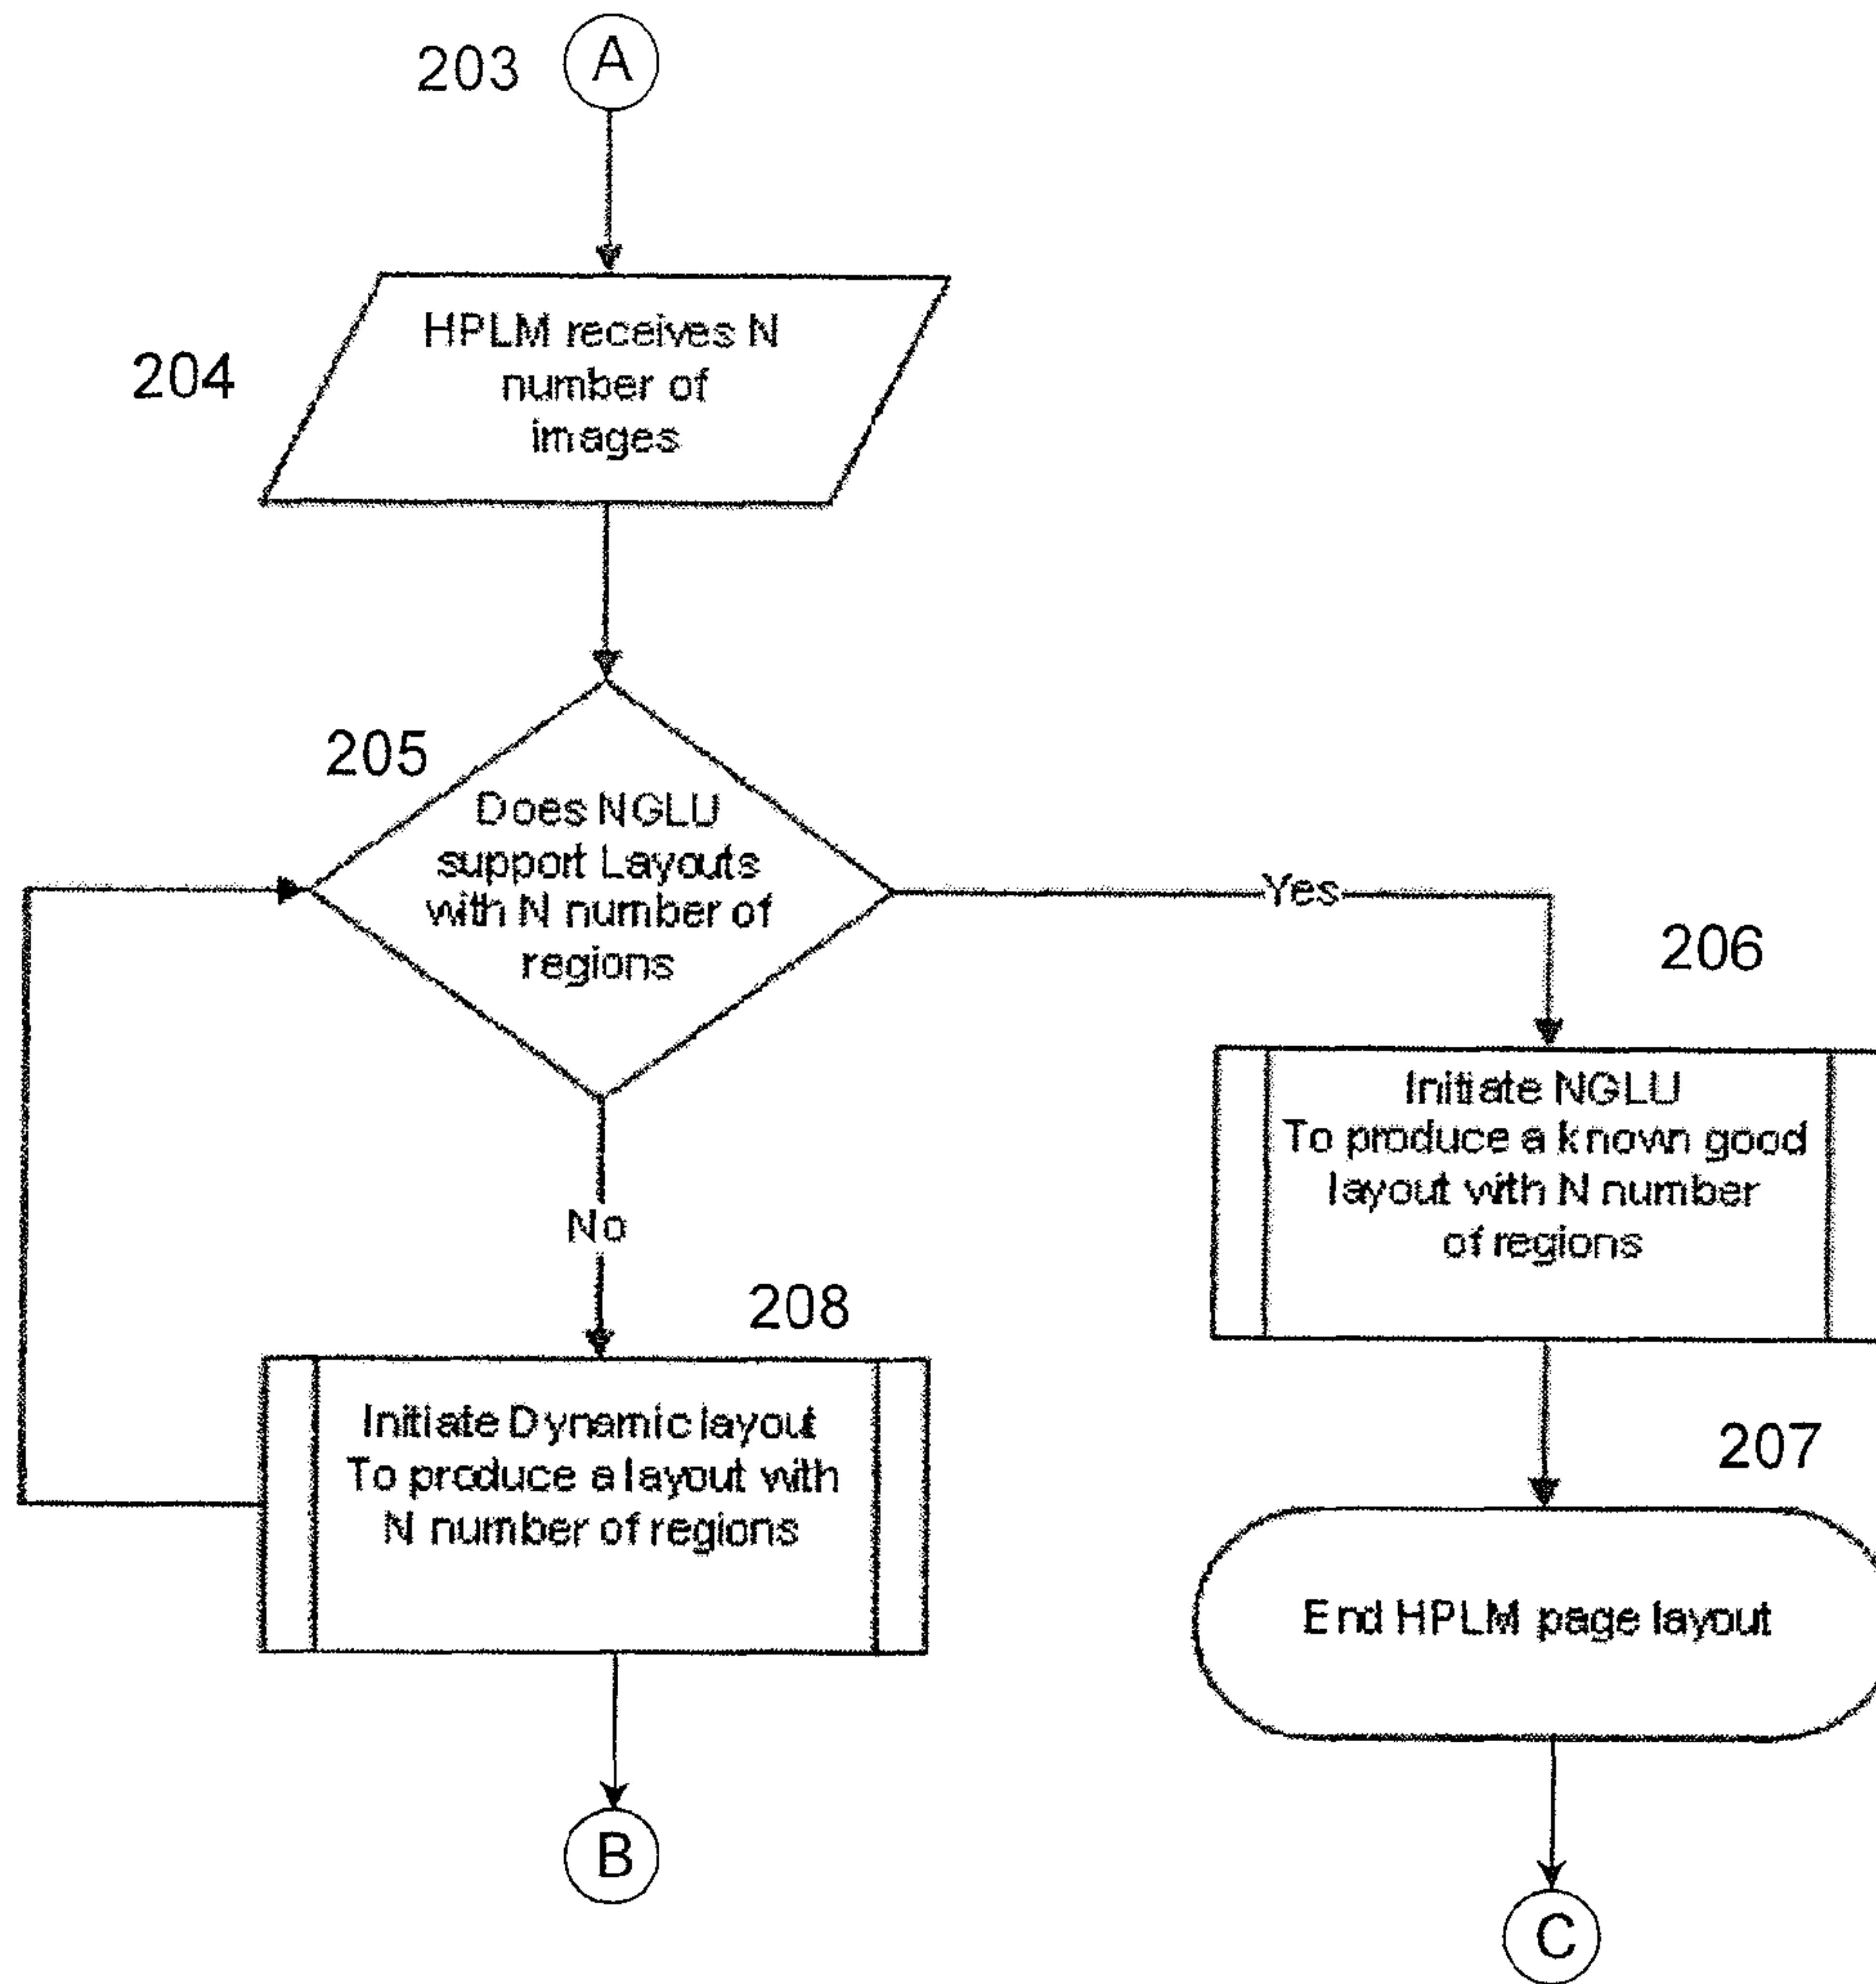 203
A
204
HPLM receives N
number of
images
205
Does NGLU
support Layouts
with N number of
regions
Yes
206
Initiate NGLU
To produce a known good
layout with N number
of regions
No
208
Initiate Dynamic layout
To produce a layout with
N number of regions
207
End HPLM page layout
B
C